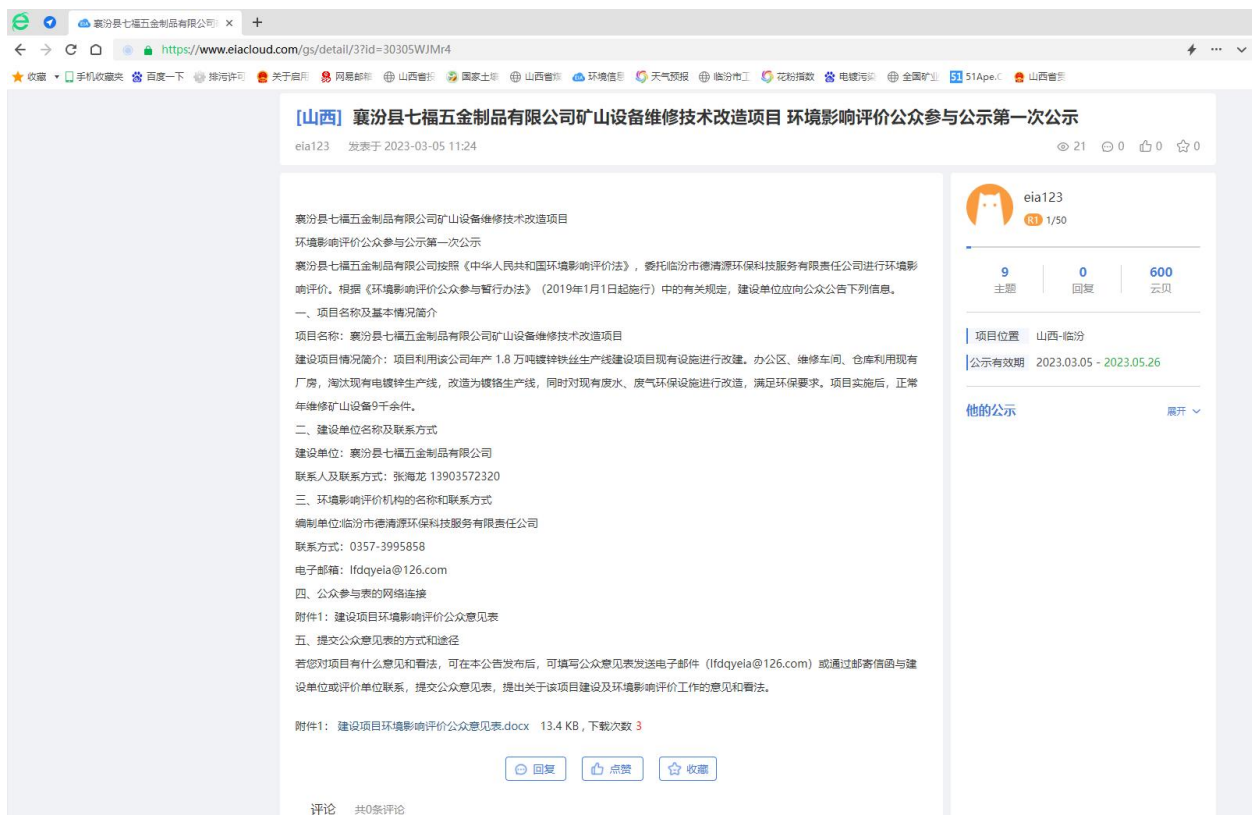 襄汾县七福五金制品有限公司
https://www.eiacloud.com/gs/detail/3?id=30305WJMr4
收藏 手机收藏夹 百度一下 排污许可 关于启用 网易邮箱 山西省 国家土壤 山西省 环境信息 天气预报 临汾市工 花粉指数 电镀污染 全国矿业 51Ape.C 山西省
[山西] 襄汾县七福五金制品有限公司矿山设备维修技术改造项目 环境影响评价公众参与公示第一次公示
eia123 发表于 2023-03-05 11:24
21 0 0 0
襄汾县七福五金制品有限公司矿山设备维修技术改造项目
环境影响评价公众参与公示第一次公示
襄汾县七福五金制品有限公司按照《中华人民共和国环境影响评价法》，委托临汾市德清源环保科技服务有限责任公司进行环境影
响评价。根据《环境影响评价公众参与暂行办法》（2019年1月1日起施行）中的有关规定，建设单位应向公众公告下列信息。
一、项目名称及基本情况简介
项目名称：襄汾县七福五金制品有限公司矿山设备维修技术改造项目
建设项目情况简介：项目利用该公司年产 1.8 万吨镀锌铁丝生产线建设项目现有设施进行改建。办公区、维修车间、仓库利用现有
厂房，淘汰现有电镀锌生产线，改造为镀铬生产线，同时对现有废水、废气环保设施进行改造，满足环保要求。项目实施后，正常
年维修矿山设备9千余件。
二、建设单位名称及联系方式
建设单位：襄汾县七福五金制品有限公司
联系人及联系方式：张海龙 13903572320
三、环境影响评价机构的名称和联系方式
编制单位:临汾市德清源环保科技服务有限责任公司
联系方式：0357-3995858
电子邮箱：lfdqyeia@126.com
四、公众参与表的网络连接
附件1：建设项目环境影响评价公众意见表
五、提交公众意见表的方式和途径
若您对项目有什么意见和看法，可在本公告发布后，可填写公众意见表发送电子邮件（lfdqyeia@126.com）或通过邮寄信函与建
设单位或评价单位联系，提交公众意见表，提出关于该项目建设及环境影响评价工作的意见和看法。
附件1： 建设项目环境影响评价公众意见表.docx 13.4 KB , 下载次数 3
回复 点赞 收藏
评论 共0条评论
eia123
R1 1/50
9 0 600
主题 回复 云贝
项目位置 山西-临汾
公示有效期 2023.03.05 - 2023.05.26
他的公示 展开